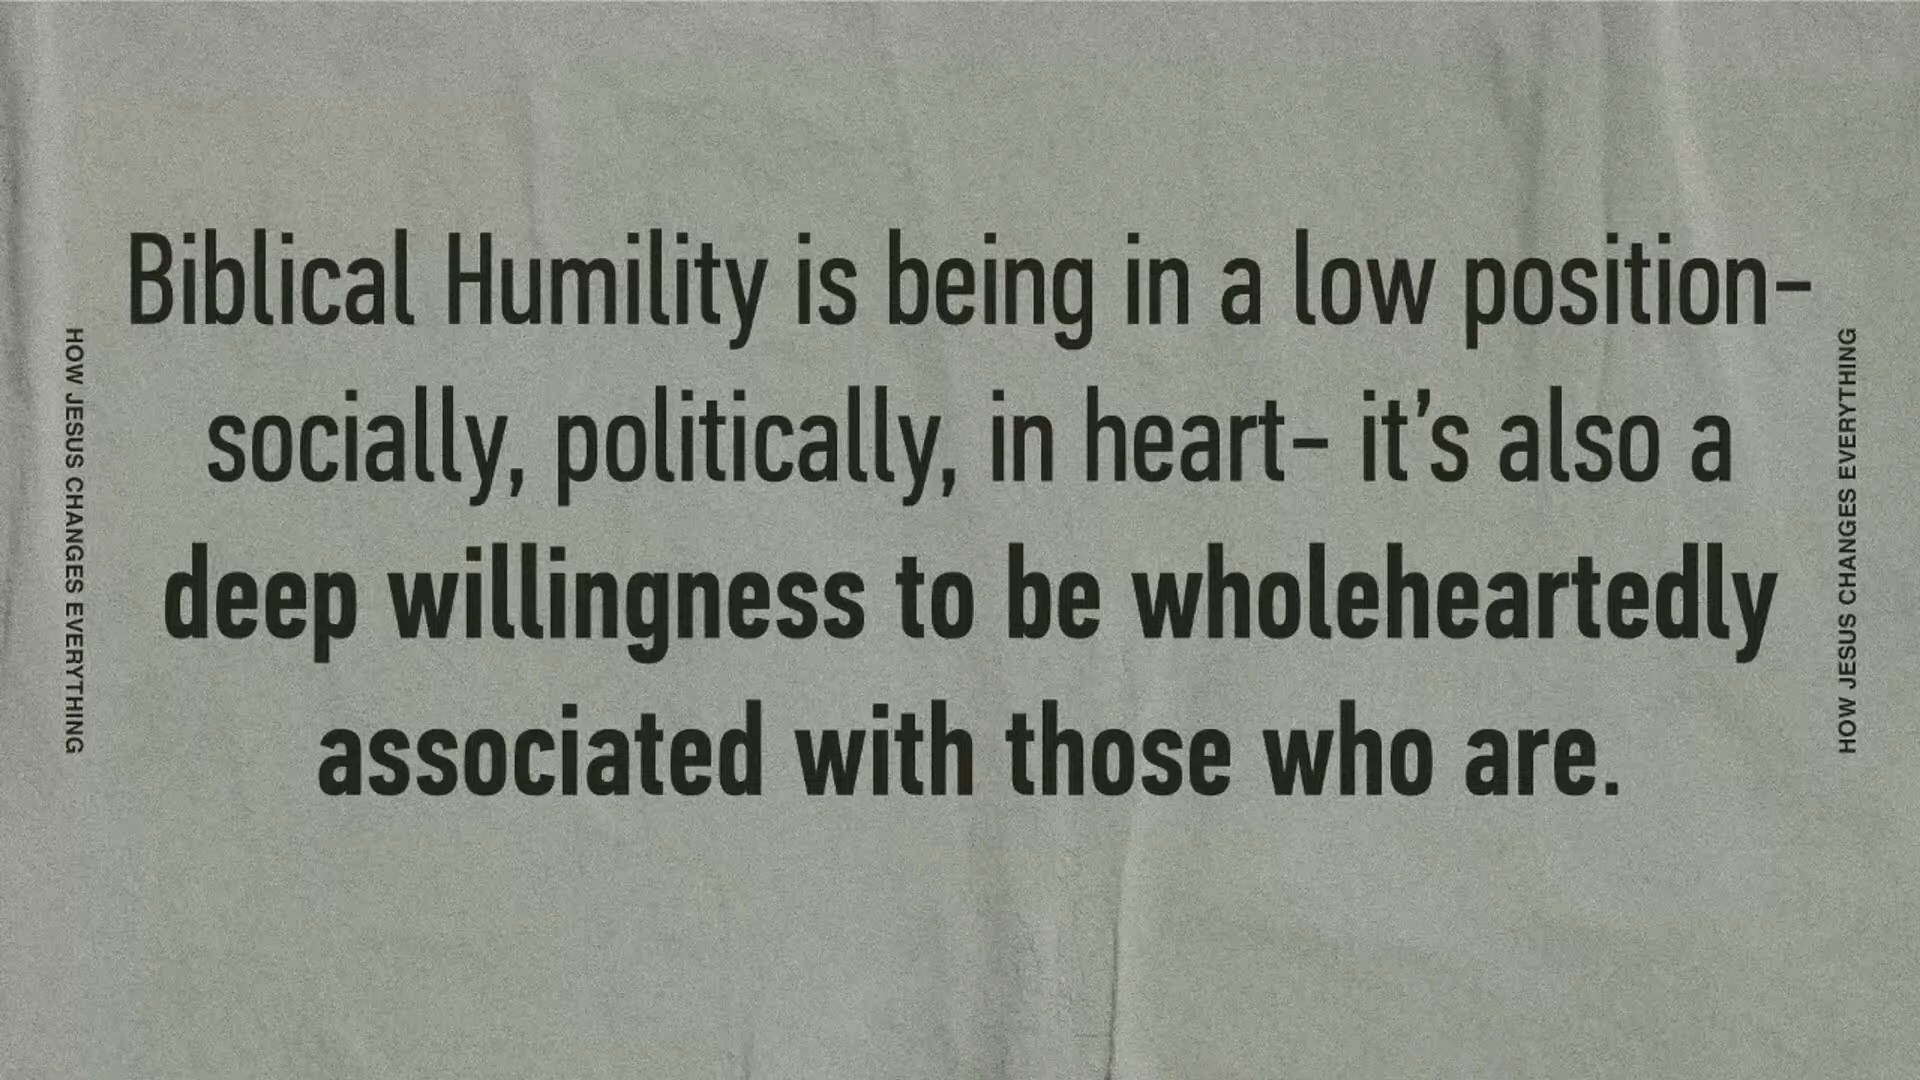 Biblical Humility is being in a low position-
socially, politically, in heart- it’s also a
deep willingness to be wholeheartedly
associated with those who are.
HOW JESUS CHANGES EVERYTHING
HOW JESUS CHANGES EVERYTHING